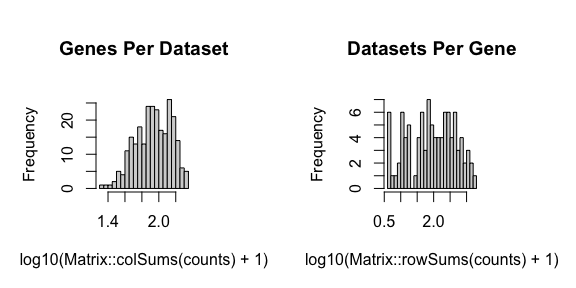 Genes Per Dataset
Frequency
0
10
20
1.4
2.0
log10(Matrix::colSums(counts) + 1)
Datasets Per Gene
Frequency
0
2
4
6
0.5
2.0
log10(Matrix::rowSums(counts) + 1)